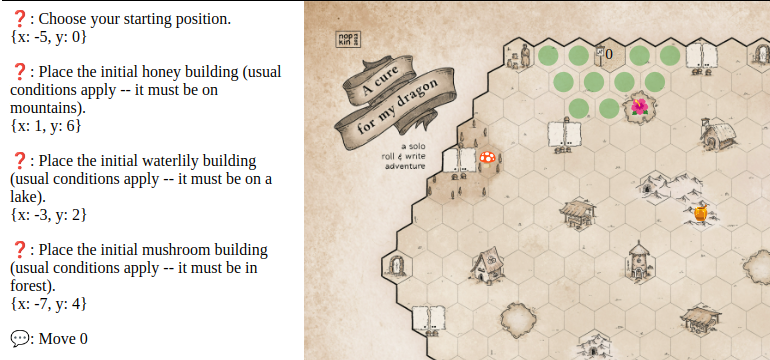 ❓: Choose your starting position.
{x: -5, y: 0}
❓: Place the initial honey building (usual
conditions apply -- it must be on
mountains).
{x: 1, y: 6}
❓: Place the initial waterlily building
(usual conditions apply -- it must be on a
lake).
{x: -3, y: 2}
❓: Place the initial mushroom building
(usual conditions apply -- it must be in
forest).
{x: -7, y: 4}
💬: Move 0
nap
kin
A cure
for my dragon
a solo
roll & write
adventure
0